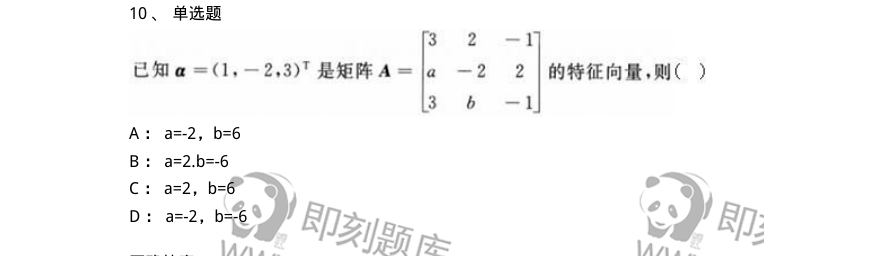 10 、 单选题
已知 α =(1,-2,3)ᵀ 是矩阵 A = [3 2 -1; a -2 2; 3 b -1] 的特征向量,则( )
A： a=-2，b=6
B： a=2.b=-6
C： a=2，b=6
D： a=-2，b=-6
即刻题库
即刻